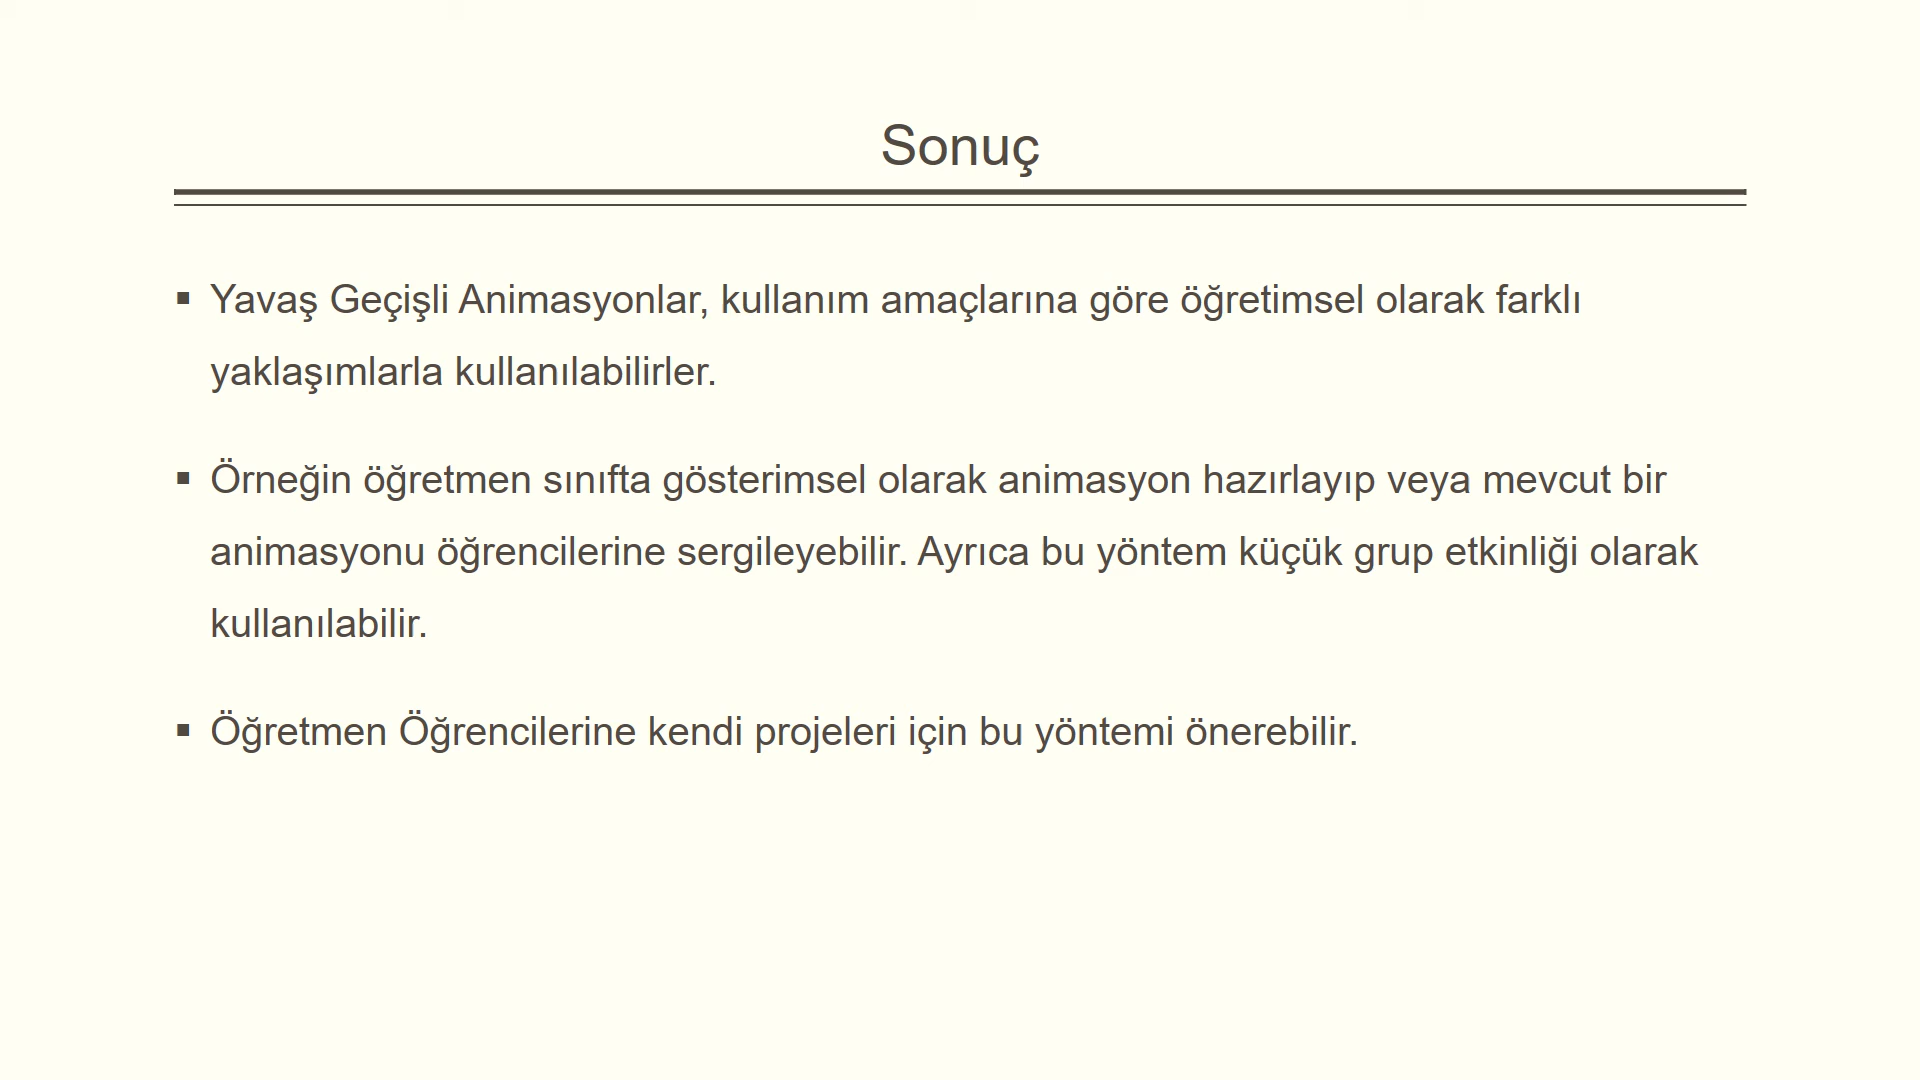 Sonuç
▪ Yavaş Geçişli Animasyonlar, kullanım amaçlarına göre öğretimsel olarak farklı
yaklaşımlarla kullanılabilirler.
▪ Örneğin öğretmen sınıfta gösterimsel olarak animasyon hazırlayıp veya mevcut bir
animasyonu öğrencilerine sergileyebilir. Ayrıca bu yöntem küçük grup etkinliği olarak
kullanılabilir.
▪ Öğretmen Öğrencilerine kendi projeleri için bu yöntemi önerebilir.